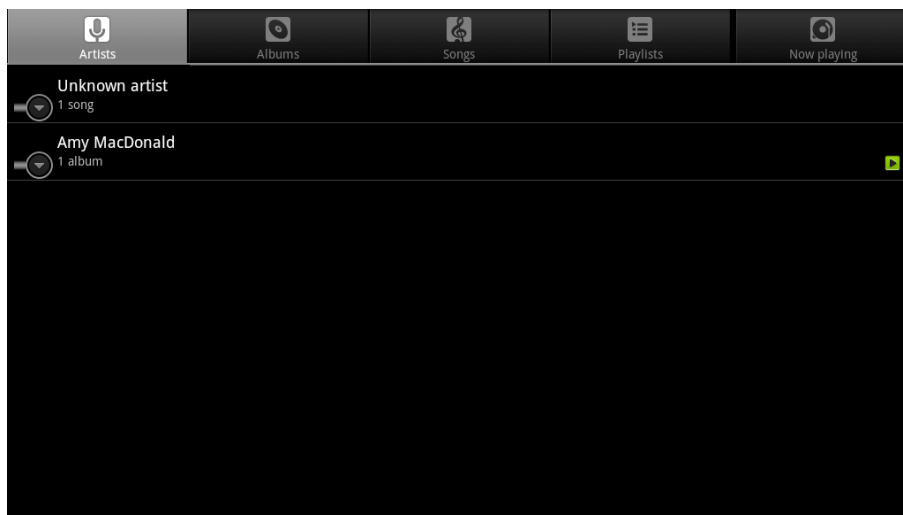 Artists
Albums
Songs
Playlists
Now playing
Unknown artist
1 song
Amy MacDonald
1 album